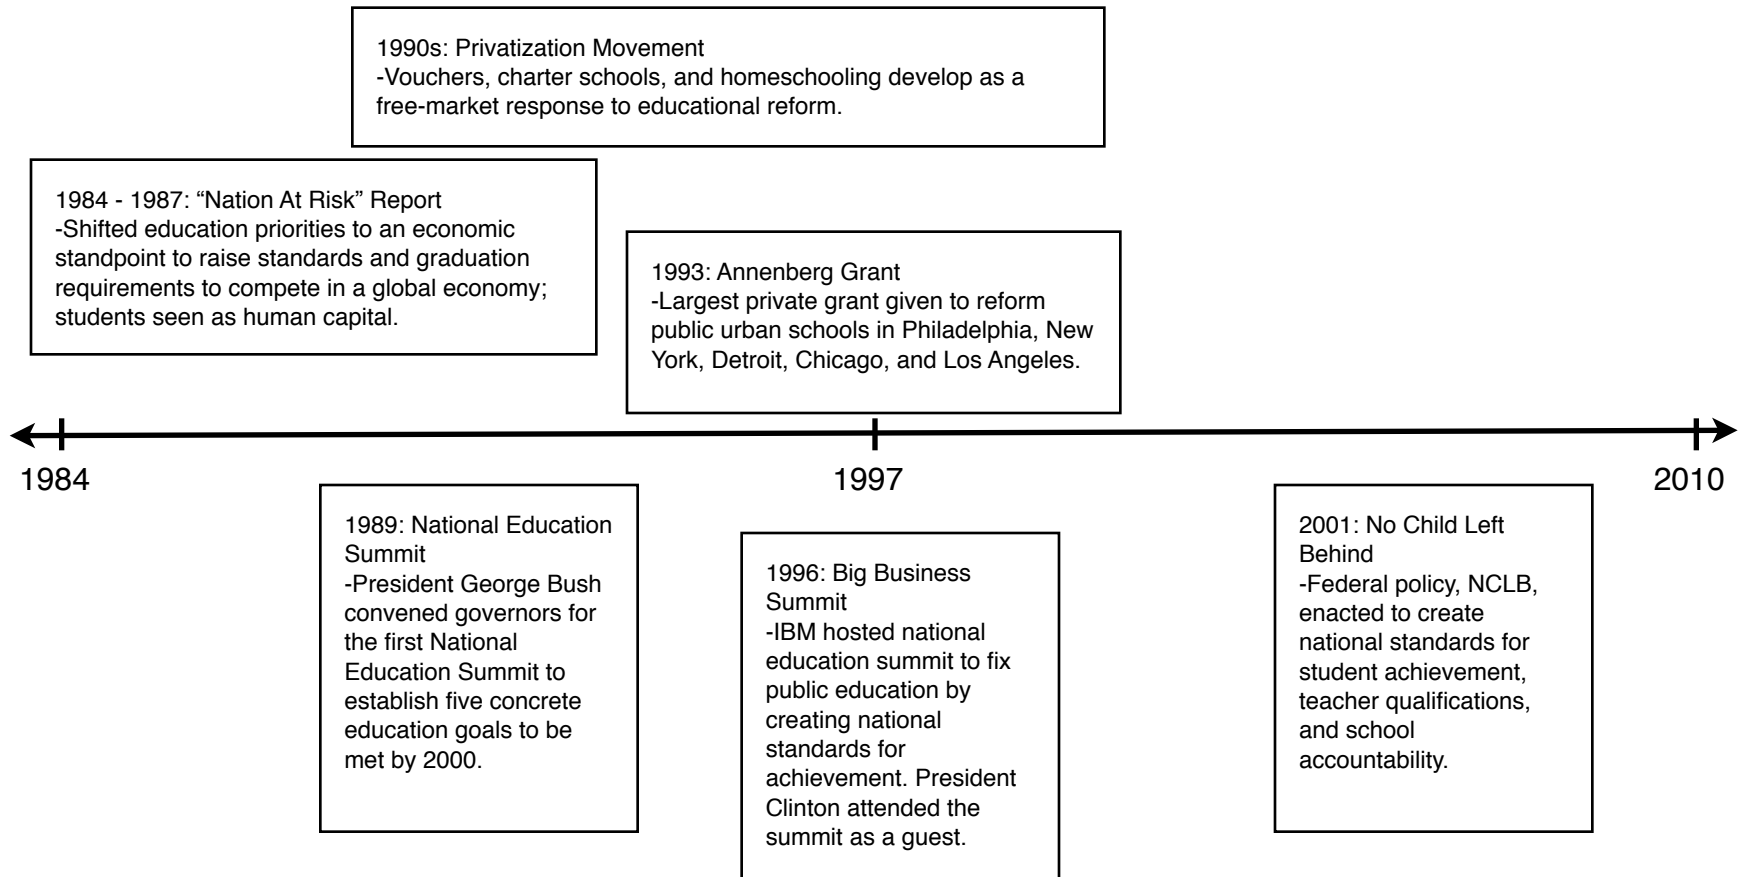 1990s: Privatization Movement
-Vouchers, charter schools, and homeschooling develop as a
free-market response to educational reform.
1984 - 1987: “Nation At Risk” Report
-Shifted education priorities to an economic
standpoint to raise standards and graduation
requirements to compete in a global economy;
students seen as human capital.
1993: Annenberg Grant
-Largest private grant given to reform
public urban schools in Philadelphia, New
York, Detroit, Chicago, and Los Angeles.
1984
1997
2010
1989: National Education
Summit
-President George Bush
convened governors for
the first National
Education Summit to
establish five concrete
education goals to be
met by 2000.
1996: Big Business
Summit
-IBM hosted national
education summit to fix
public education by
creating national
standards for
achievement. President
Clinton attended the
summit as a guest.
2001: No Child Left
Behind
-Federal policy, NCLB,
enacted to create
national standards for
student achievement,
teacher qualifications,
and school
accountability.